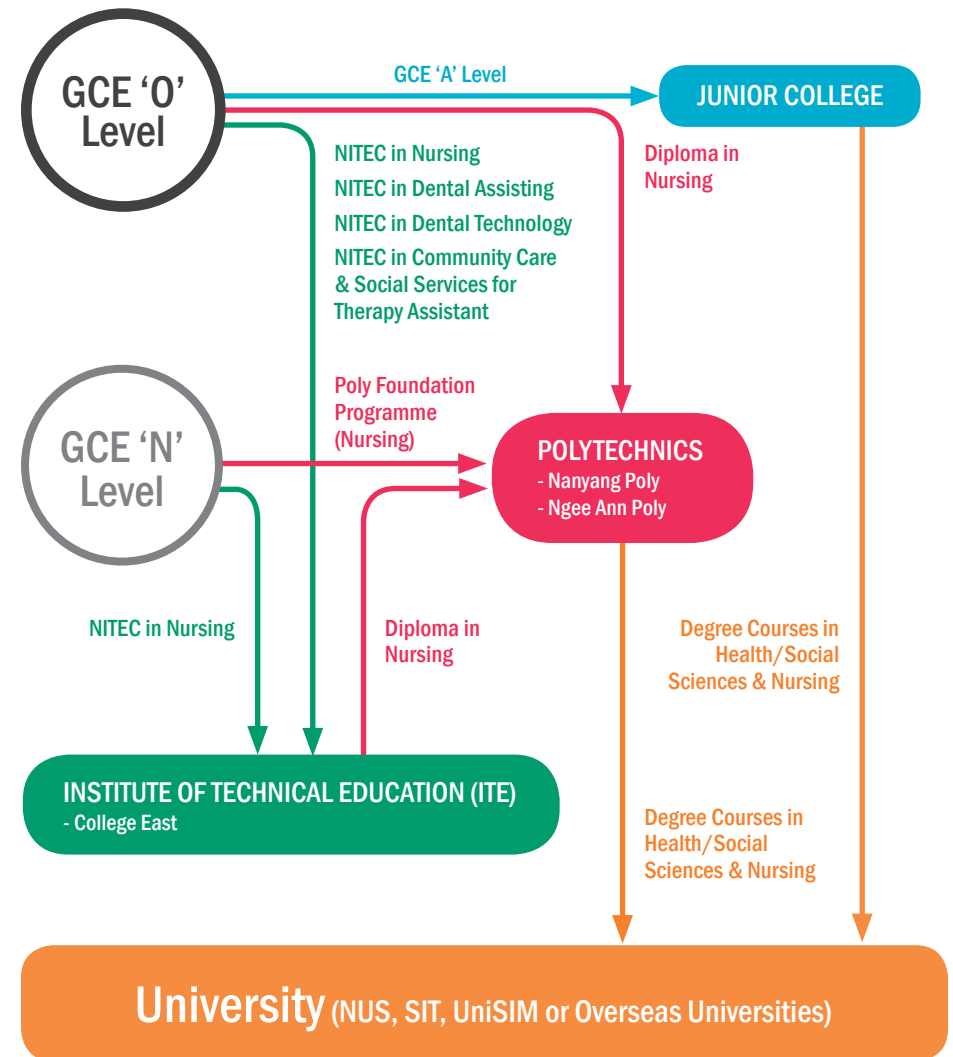 GCE ‘O’
Level
GCE ‘A’ Level
JUNIOR COLLEGE
NITEC in Nursing
NITEC in Dental Assisting
NITEC in Dental Technology
NITEC in Community Care
& Social Services for
Therapy Assistant
Diploma in
Nursing
GCE ‘N’
Level
Poly Foundation
Programme
(Nursing)
POLYTECHNICS
- Nanyang Poly
- Ngee Ann Poly
NITEC in Nursing
Diploma in
Nursing
Degree Courses in
Health/Social
Sciences & Nursing
INSTITUTE OF TECHNICAL EDUCATION (ITE)
- College East
Degree Courses in
Health/Social
Sciences & Nursing
University (NUS, SIT, UniSIM or Overseas Universities)